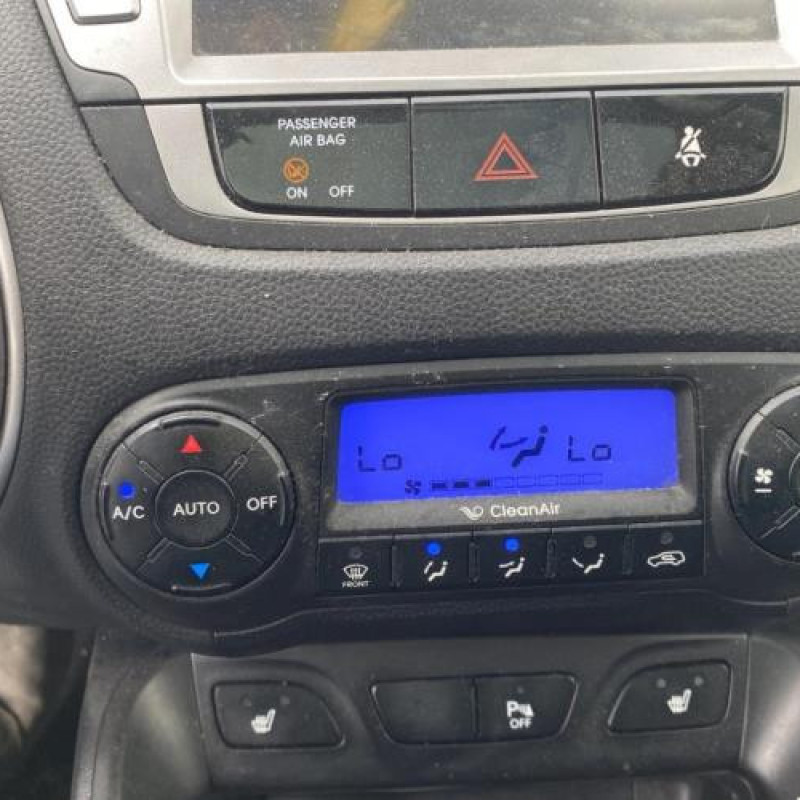 PASSENGER
AIR BAG
ON OFF
Lo Lo
CleanAir
A/C AUTO OFF
FRONT
P
OFF